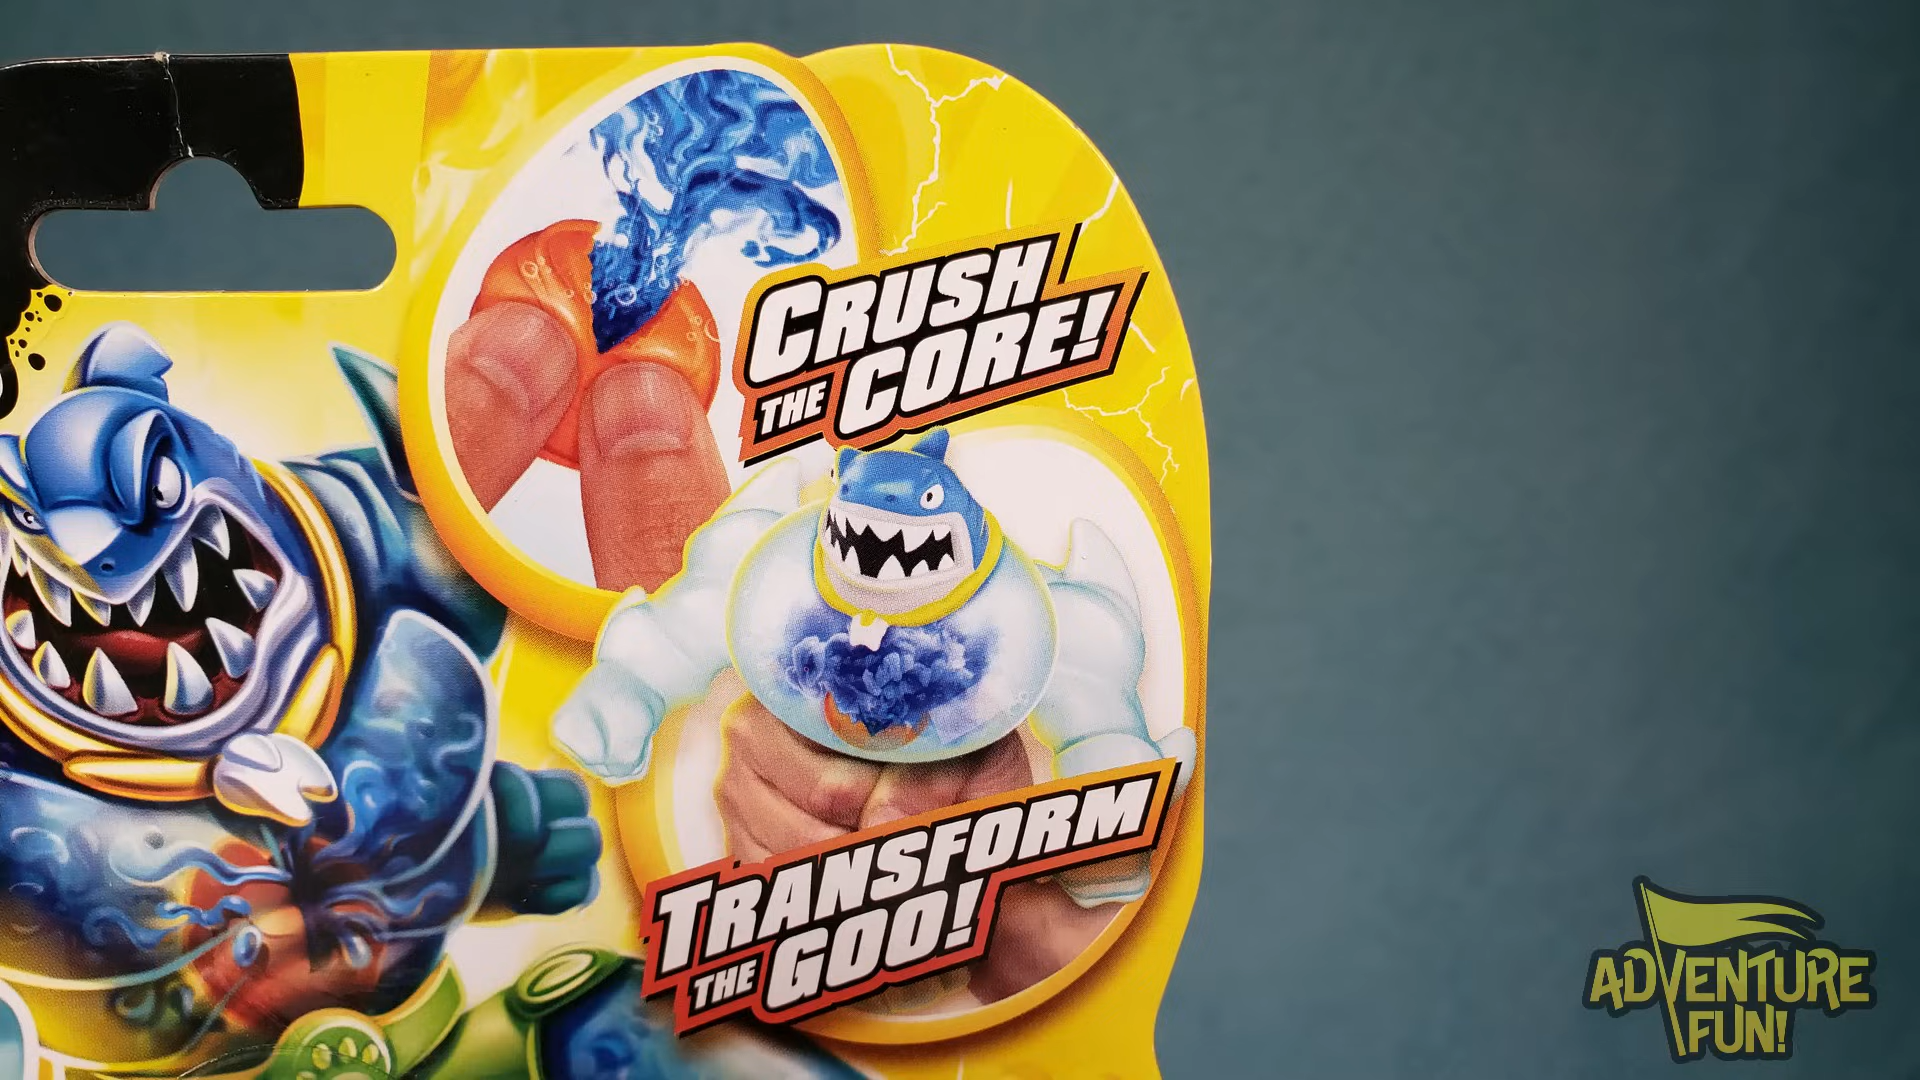 CRUSH
THE CORE!
TRANSFORM
THE GOO!
ADVENTURE
FUN!